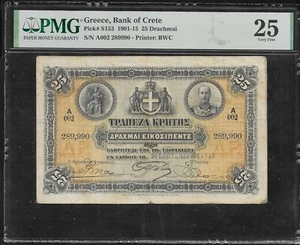 PMG
PAPER MONEY GUARANTY
Greece, Bank of Crete
Pick# S153 1901-15 25 Drachmai
S/N A002 289990 - Printer: BWC
25
Very Fine
25
25
Α
002
Α
002
289,990
ΤΡΑΠΕΖΑ ΚΡΗΤΗΣ
289,990
ΔΡΑΧΜΑΙ ΕΙΚΟΣΙΠΕΝΤΕ
25
25